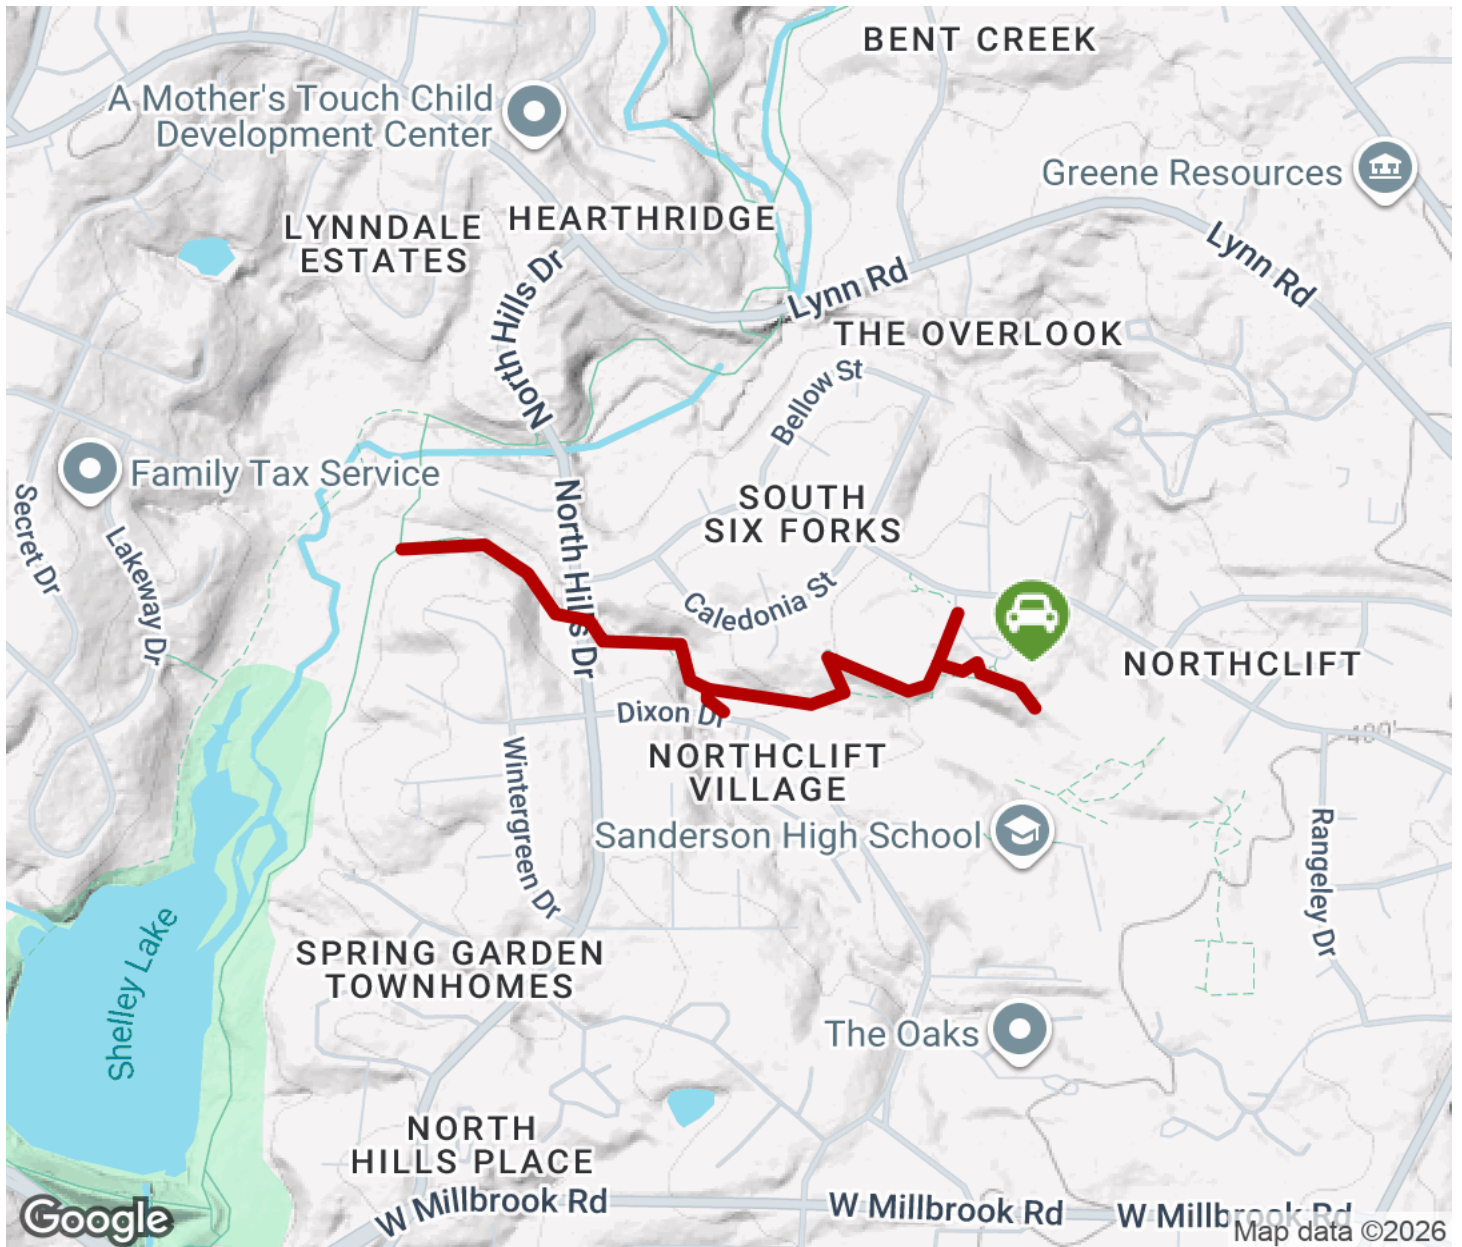 BENT CREEK
A Mother's Touch Child
Development Center
Greene Resources
LYNNDALE
ESTATES
HEARTHRIDGE
North Hills Dr
Lynn Rd
Lynn Rd
THE OVERLOOK
Bellow St
Family Tax Service
Secret Dr
Lakeway Dr
North Hills Dr
SOUTH
SIX FORKS
Caledonia St
NORTHCLIFT
Dixon Dr
NORTHCLIFT
VILLAGE
Wintergreen Dr
Sanderson High School
Rangeley Dr
Shelley Lake
SPRING GARDEN
TOWNHOMES
The Oaks
NORTH
HILLS PLACE
W Millbrook Rd
W Millbrook Rd
W Millbrook Rd
Google
Map data ©2026